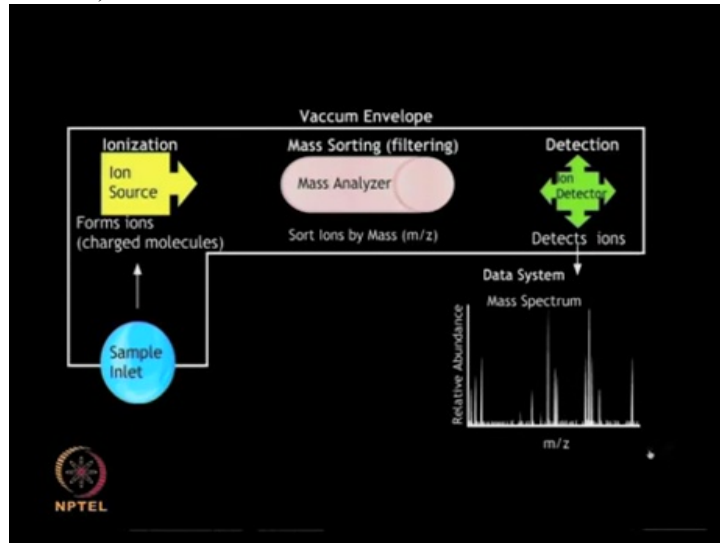 Vaccum Envelope
Ionization
Mass Sorting (filtering)
Detection
Ion
Source
Mass Analyzer
Ion
Detector
Forms ions
(charged molecules)
Sort Ions by Mass (m/z)
Detects ions
Data System
Mass Spectrum
Sample
Inlet
Relative Abundance
m/z
NPTEL